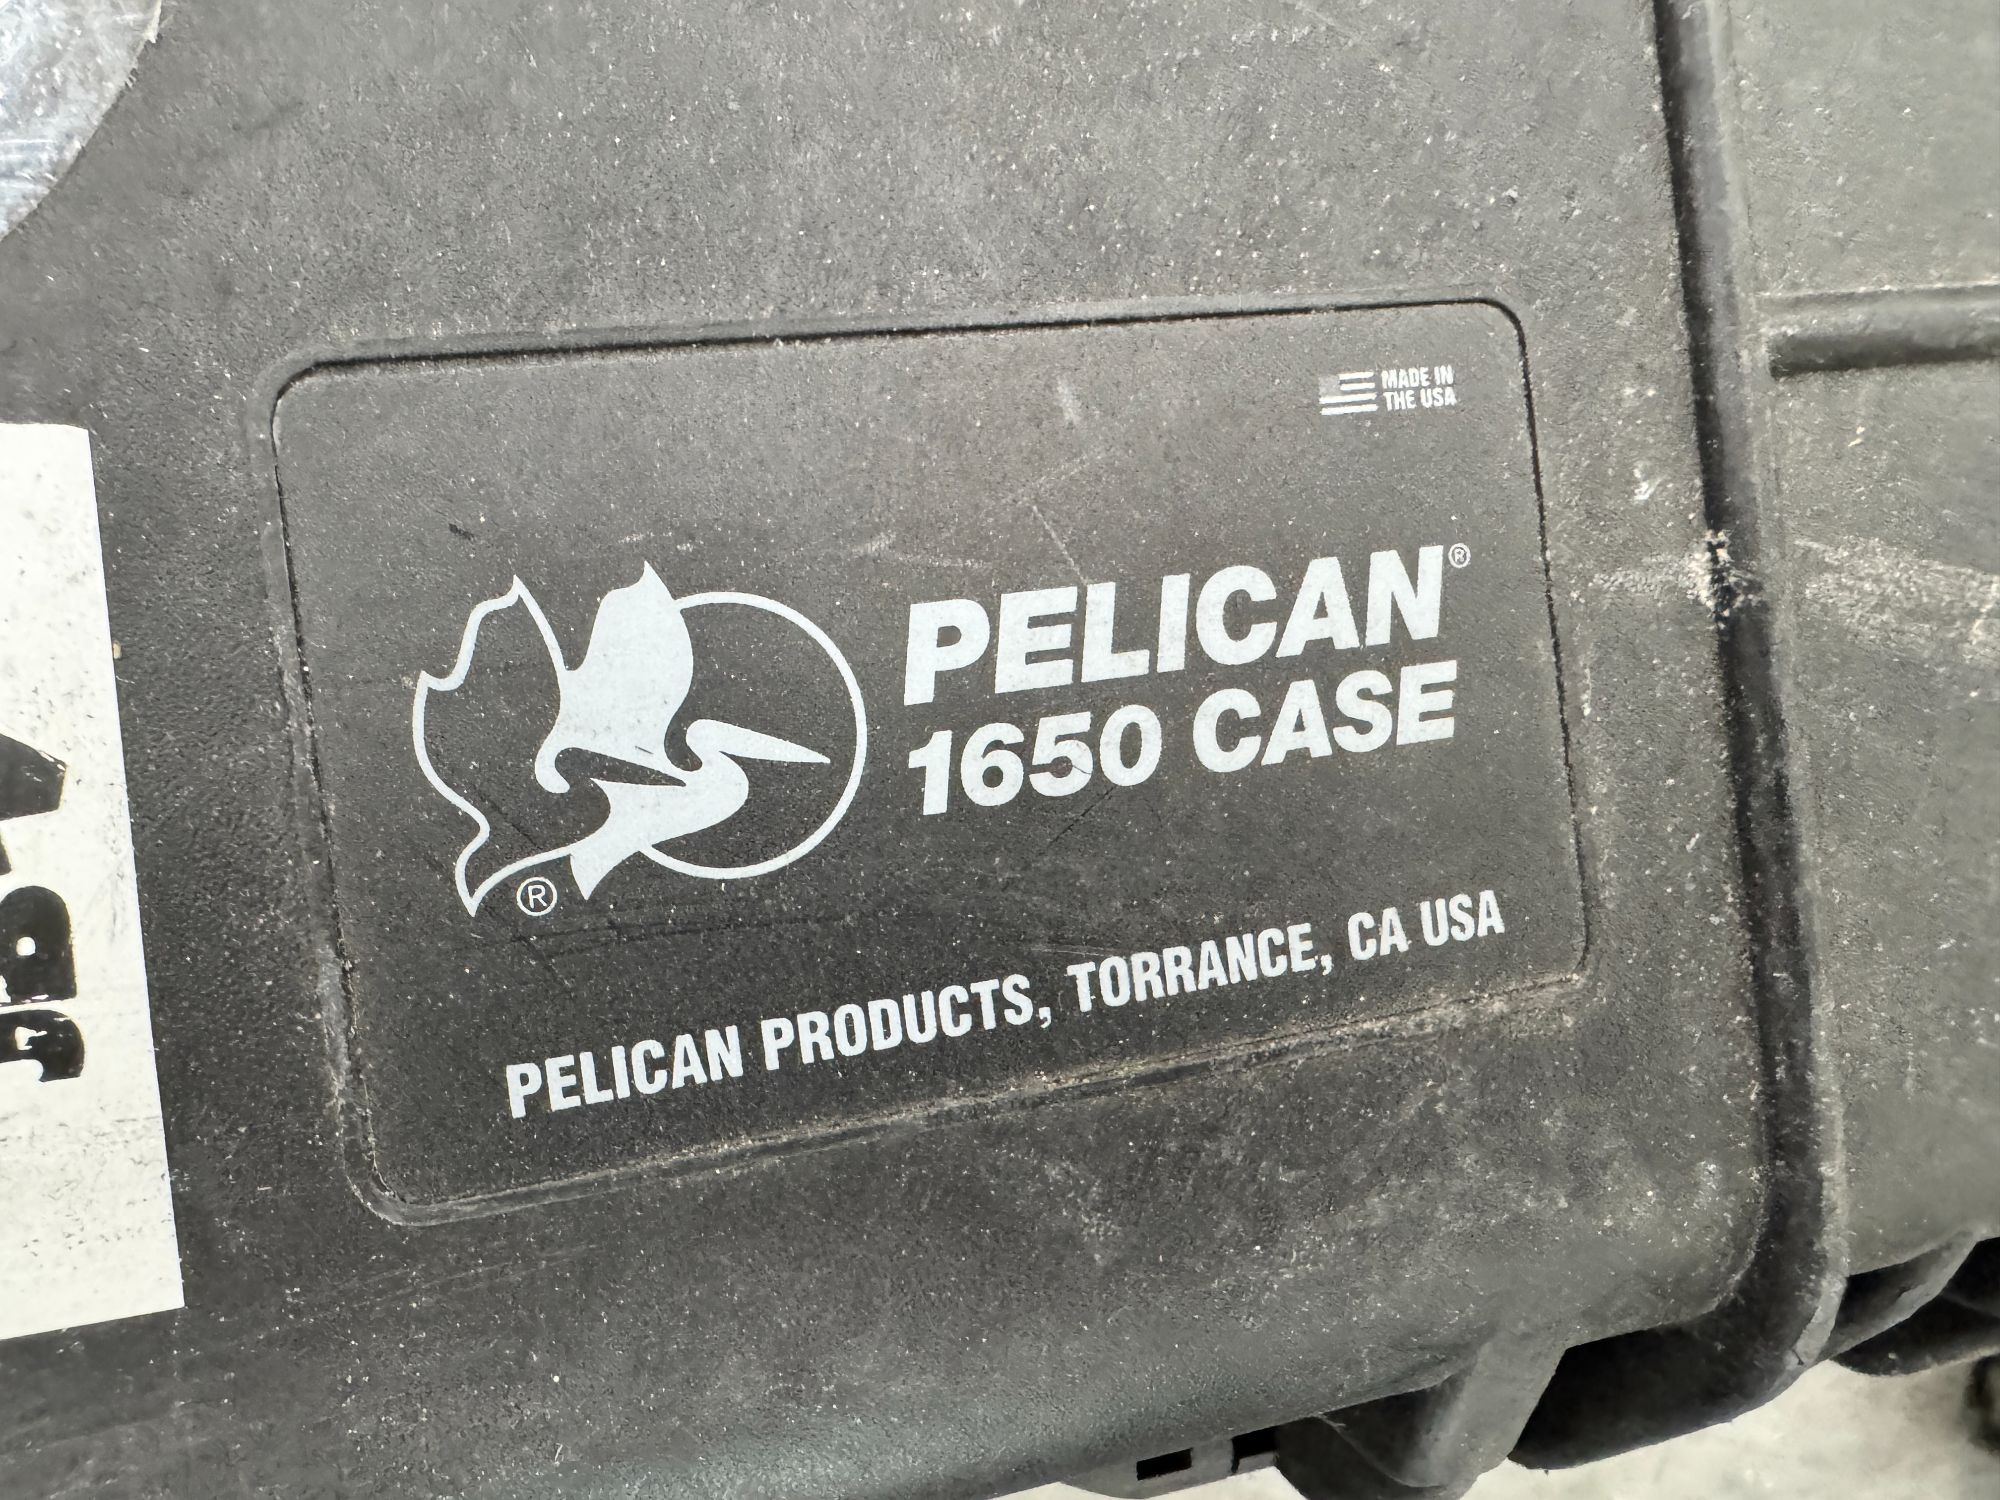 MADE IN
THE USA
PELICAN®
1650 CASE
®
PELICAN PRODUCTS, TORRANCE, CA USA